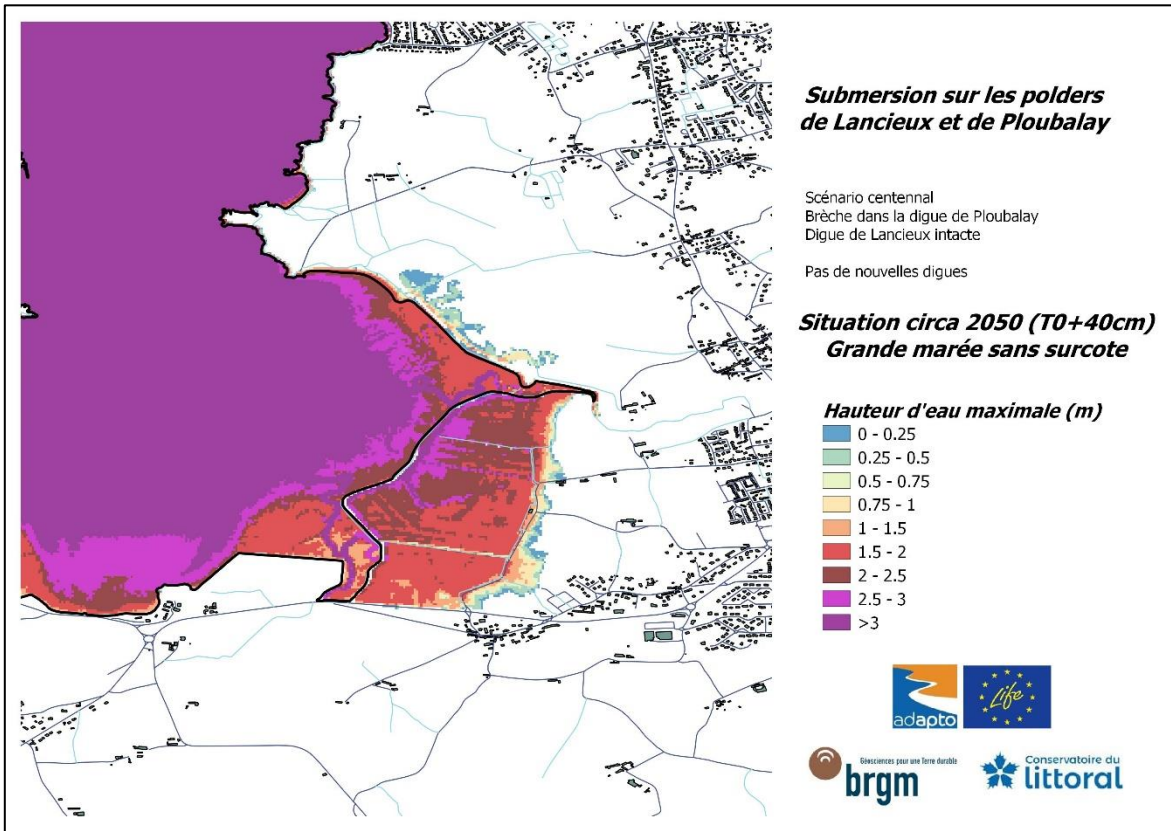 Submersion sur les polders
de Lancieux et de Ploubalay
Scénario centennal
Brèche dans la digue de Ploubalay
Digue de Lancieux intacte
Pas de nouvelles digues
Situation circa 2050 (T0+40cm)
Grande marée sans surcote
Hauteur d'eau maximale (m)
0 - 0.25
0.25 - 0.5
0.5 - 0.75
0.75 - 1
1 - 1.5
1.5 - 2
2 - 2.5
2.5 - 3
>3
adapto
Life
Géosciences pour une Terre durable
brgm
Conservatoire du
littoral